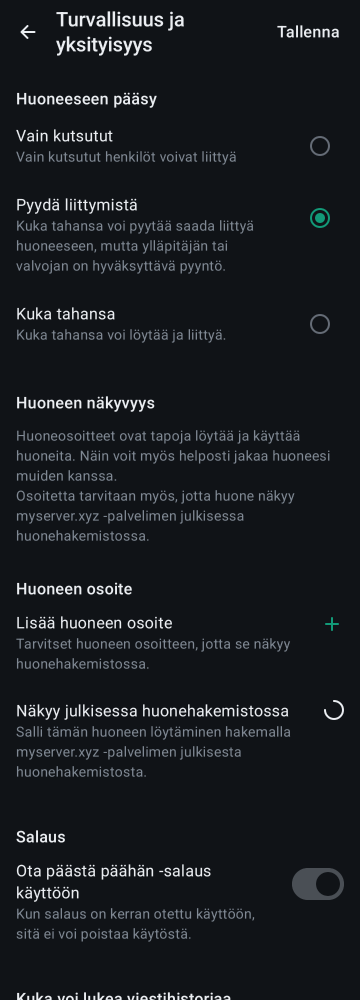 Turvallisuus ja
yksityisyys
Tallenna
Huoneeseen pääsy
Vain kutsutut
Vain kutsutut henkilöt voivat liittyä
Pyydä liittymistä
Kuka tahansa voi pyytää saada liittyä
huoneeseen, mutta ylläpitäjän tai
valvojan on hyväksyttävä pyyntö.
Kuka tahansa
Kuka tahansa voi löytää ja liittyä.
Huoneen näkyvyys
Huoneosoitteet ovat tapoja löytää ja käyttää
huoneita. Näin voit myös helposti jakaa huoneesi
muiden kanssa.
Osoitetta tarvitaan myös, jotta huone näkyy
myserver.xyz -palvelimen julkisessa
huonehakemistossa.
Huoneen osoite
Lisää huoneen osoite
Tarvitset huoneen osoitteen, jotta se näkyy
huonehakemistossa.
Näkyy julkisessa huonehakemistossa
Salli tämän huoneen löytäminen hakemalla
myserver.xyz -palvelimen julkisesta
huonehakemistosta.
Salaus
Ota päästä päähän -salaus
käyttöön
Kun salaus on kerran otettu käyttöön,
sitä ei voi poistaa käytöstä.
Kuka voi lukea viestihistoriaa